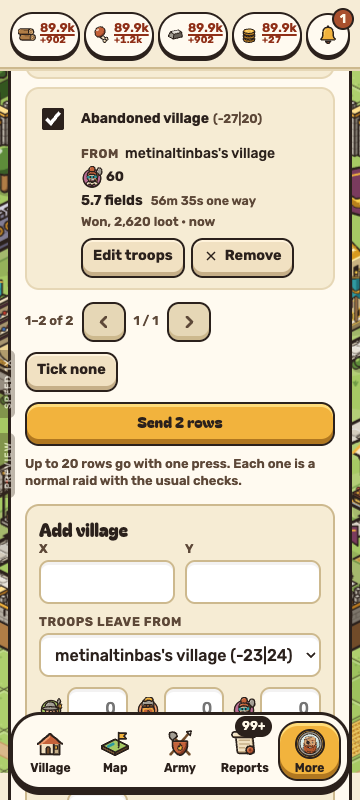 89.9k 89.9k 89.9k 89.9k 1
+902 +1.2k +902 +27
Abandoned village (-27|20)
FROM metinaltinbas's village
60
5.7 fields 56m 35s one way
Won, 2,620 loot · now
Edit troops × Remove
1–2 of 2 1 / 1
Tick none
SPEED 1X
Send 2 rows
PREVIEW
Up to 20 rows go with one press. Each one is a
normal raid with the usual checks.
Add village
X Y
TROOPS LEAVE FROM
metinaltinbas's village (-23|24)
0 0 0
99+
Village Map Army Reports More